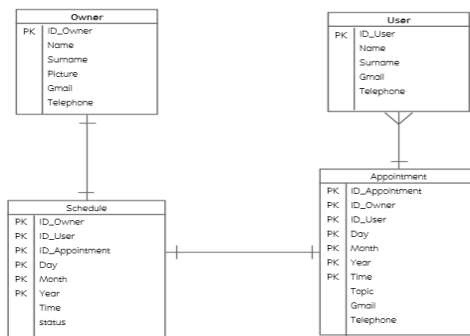 Owner
PK ID_Owner
Name
Surname
Picture
Gmail
Telephone
User
PK ID_User
Name
Surname
Gmail
Telephone
Schedule
PK ID_Owner
PK ID_User
PK ID_Appointment
PK Day
PK Month
PK Year
Time
status
Appointment
PK ID_Appointment
PK ID_Owner
PK ID_User
PK Day
PK Month
PK Year
PK Time
Topic
Gmail
Telephone